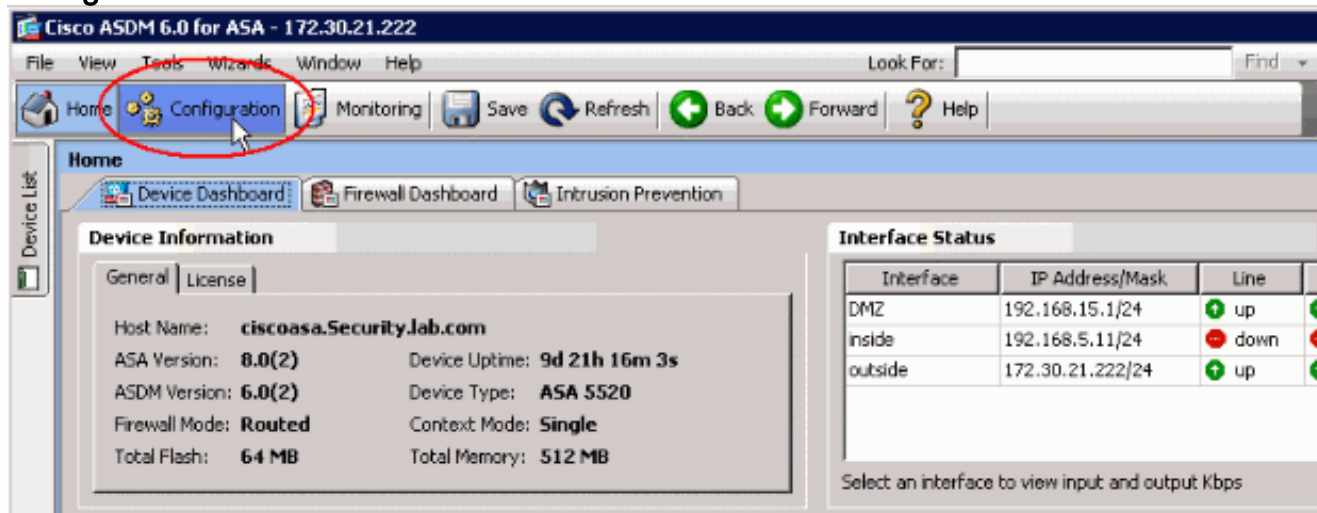 Cisco ASDM 6.0 for ASA - 172.30.21.222
File View Tools Wizards Window Help Look For: Find
Home Configuration Monitoring Save Refresh Back Forward Help
Device List
Home
Device Dashboard Firewall Dashboard Intrusion Prevention
Device Information
General License
Host Name: ciscoasa.Security.lab.com
ASA Version: 8.0(2) Device Uptime: 9d 21h 16m 3s
ASDM Version: 6.0(2) Device Type: ASA 5520
Firewall Mode: Routed Context Mode: Single
Total Flash: 64 MB Total Memory: 512 MB
Interface Status
Interface IP Address/Mask Line
DMZ 192.168.15.1/24 up
inside 192.168.5.11/24 down
outside 172.30.21.222/24 up
Select an interface to view input and output Kbps